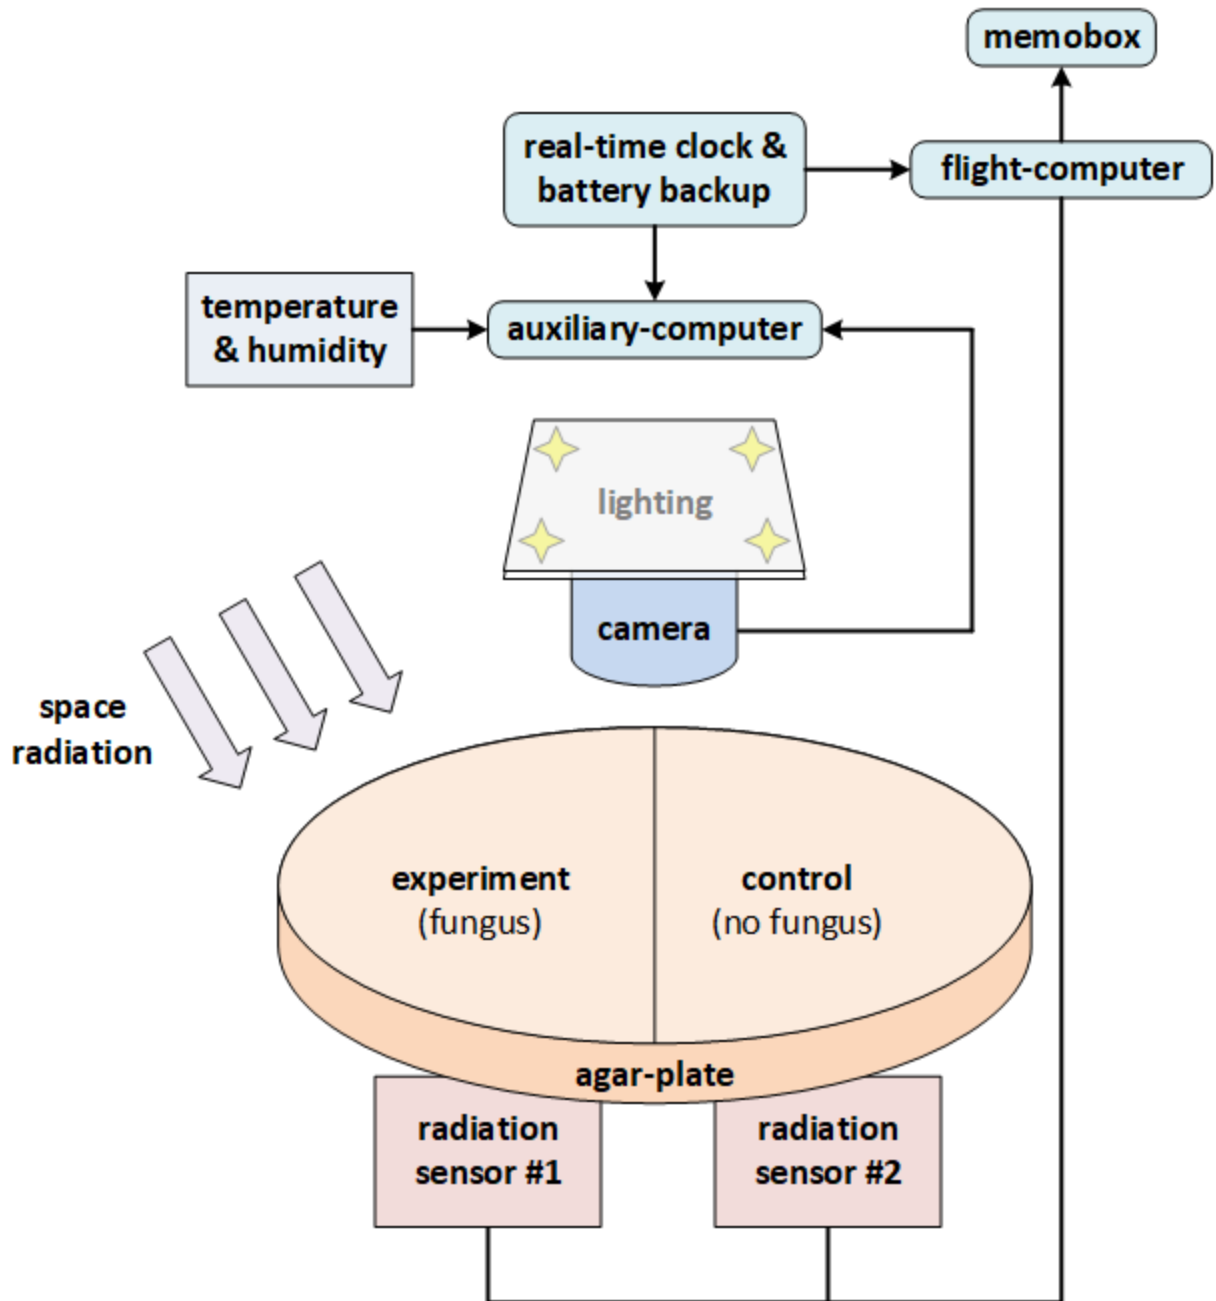 memobox
real-time clock &
battery backup
flight-computer
temperature
& humidity
auxiliary-computer
lighting
camera
space
radiation
experiment
(fungus)
control
(no fungus)
agar-plate
radiation
sensor #1
radiation
sensor #2